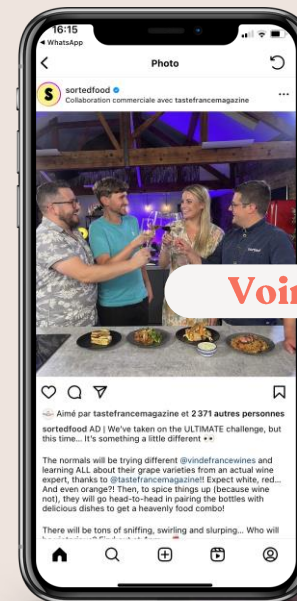 16:15
◀ WhatsApp
Photo
S
sortedfood
Collaboration commerciale avec tastefrancemagazine
Voir
Aimé par tastefrancemagazine et 2 371 autres personnes
sortedfood AD | We've taken on the ULTIMATE challenge, but
this time... It's something a little different 👀
The normals will be trying different @vindefrancewines and
learning ALL about their grape varieties from an actual wine
expert, thanks to @tastefrancemagazine!! Expect white, red...
And even orange?! Then, to spice things up (because wine
not), they will go head-to-head in pairing the bottles with
delicious dishes to get a heavenly food combo!
There will be tons of sniffing, swirling and slurping... Who will